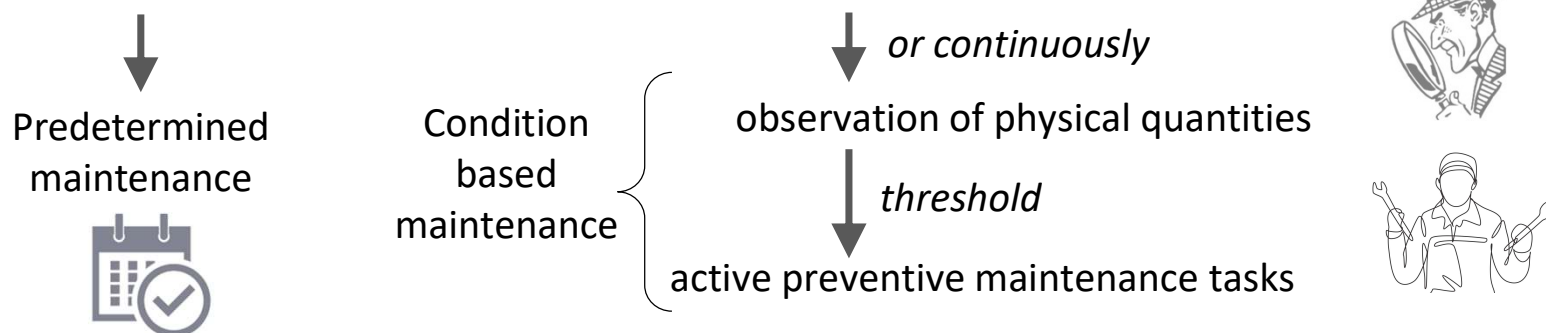 or continuously
Predetermined
maintenance
Condition
based
maintenance
observation of physical quantities
threshold
active preventive maintenance tasks